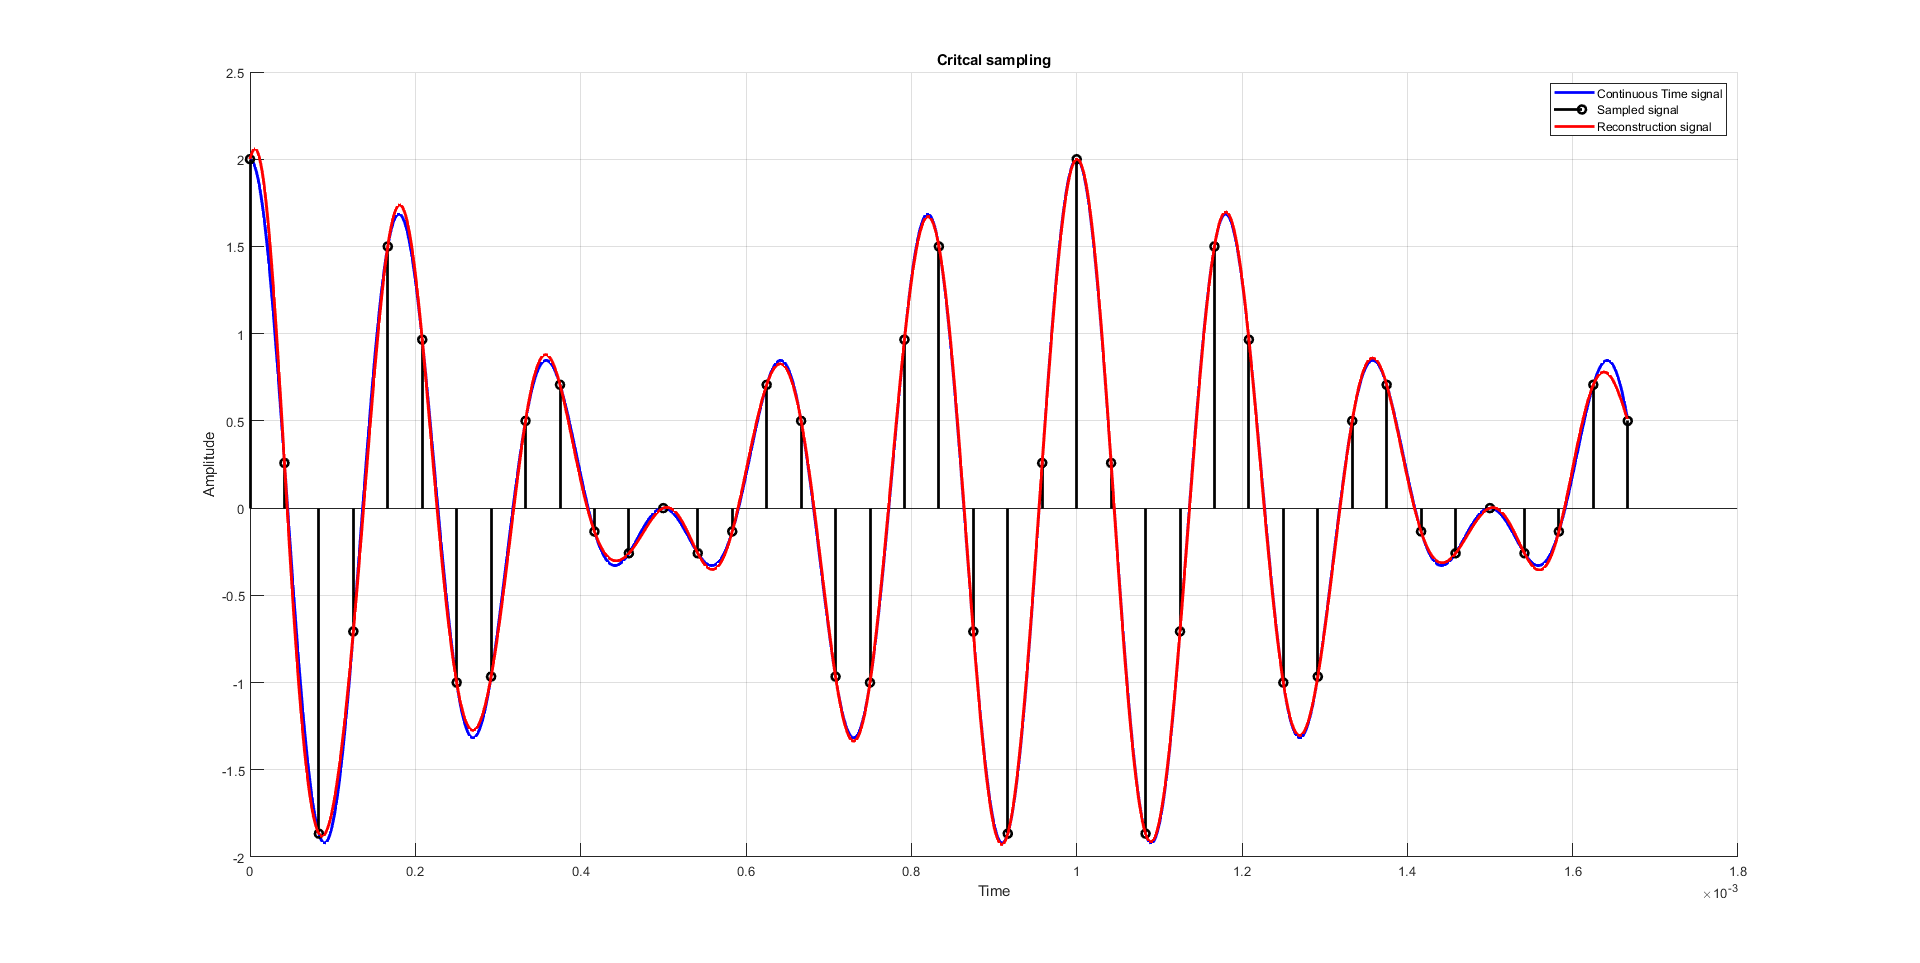 Critcal sampling
Continuous Time signal
Sampled signal
Reconstruction signal
2.5
2
1.5
1
0.5
0
-0.5
-1
-1.5
-2
Amplitude
0 0.2 0.4 0.6 0.8 1 1.2 1.4 1.6 1.8
Time
×10-3